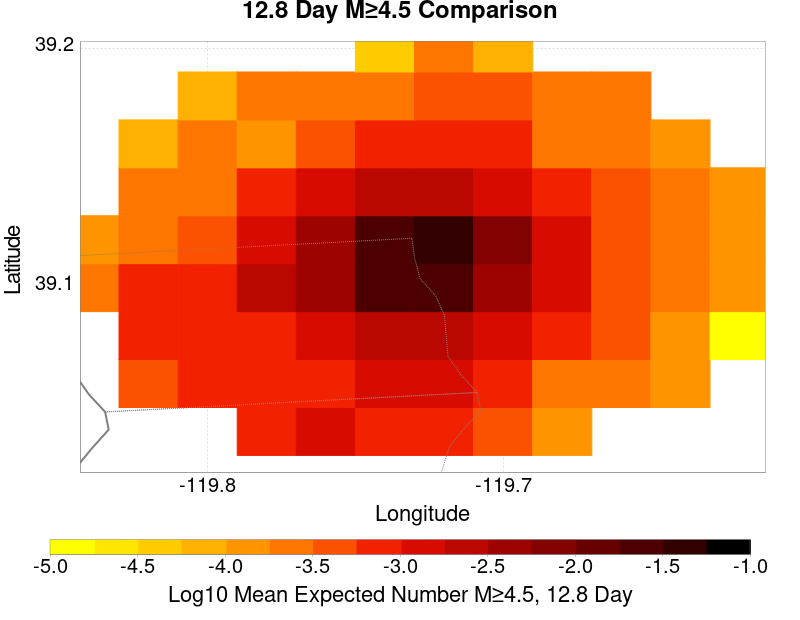 12.8 Day M≥4.5 Comparison
39.2
39.1
Latitude
-119.8 -119.7
Longitude
-5.0 -4.5 -4.0 -3.5 -3.0 -2.5 -2.0 -1.5 -1.0
Log10 Mean Expected Number M≥4.5, 12.8 Day